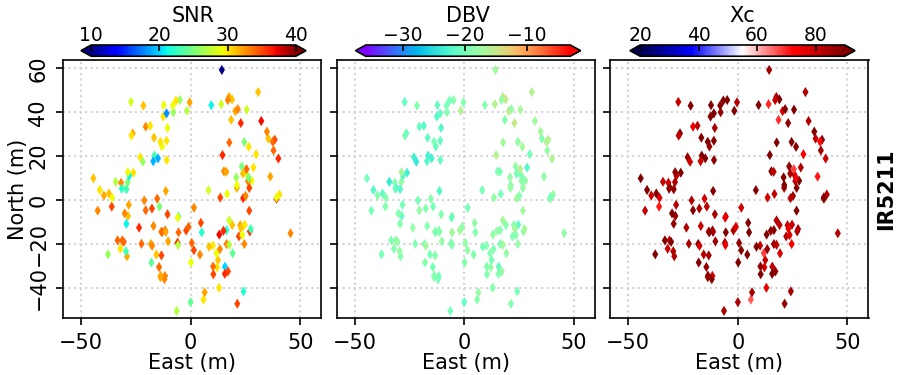 SNR DBV Xc
10 20 30 40 −30 −20 −10 20 40 60 80
60
40
20
0
−20
−40
North (m)
−50 0 50 −50 0 50 −50 0 50
East (m) East (m) East (m)
IR5211